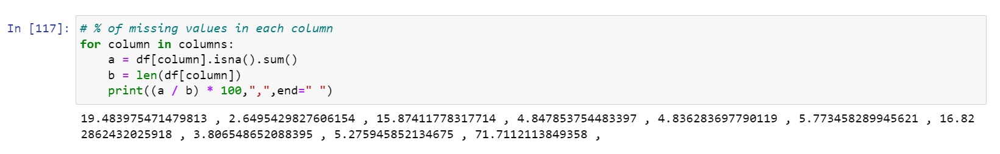 In [117]: # % of missing values in each column
for column in columns:
    a = df[column].isna().sum()
    b = len(df[column])
    print((a / b) * 100,",",end=" ")
19.483975471479813 , 2.6495429827606154 , 15.87411778317714 , 4.847853754483397 , 4.836283697790119 , 5.773458289945621 , 16.82
2862432025918 , 3.806548652088395 , 5.275945852134675 , 71.7112113849358 ,